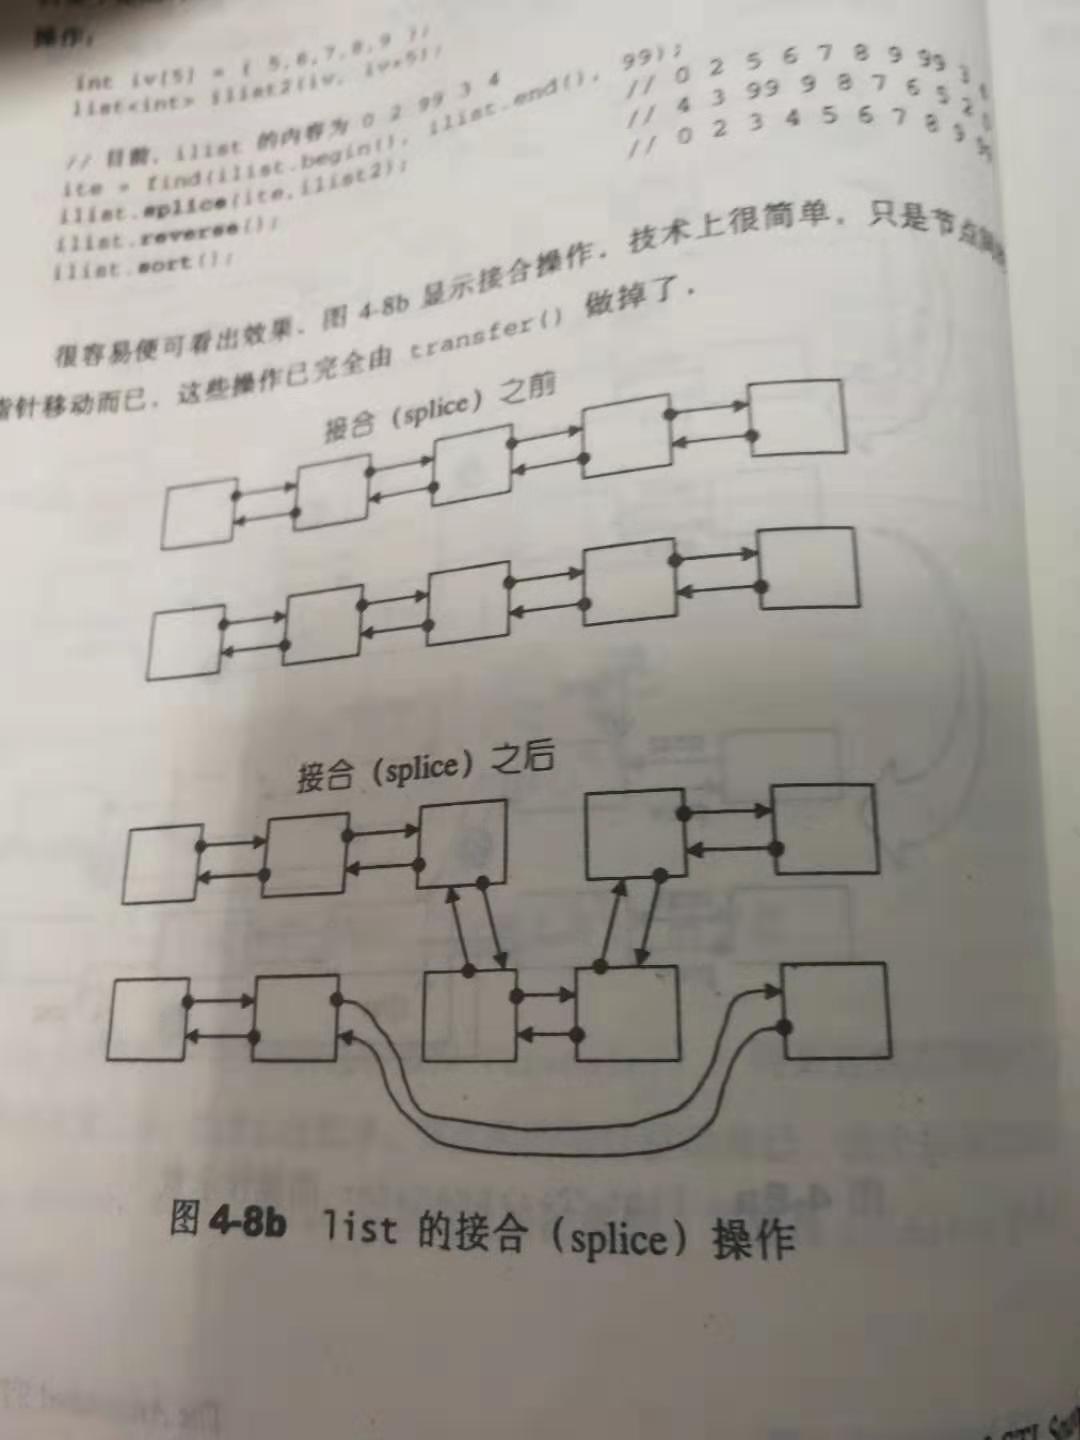 操作:
int iv[5] = { 5,6,7,8,9 };
list<int> ilist2(iv, iv+5);
// 目前, ilist 的内容为 0 2 99 3 4
ite = find(ilist.begin(), ilist.end(), 99);
ilist.splice(ite,ilist2); // 0 2 5 6 7 8 9 99 3
ilist.reverse(); // 4 3 99 9 8 7 6 5 2 0
ilist.sort(); // 0 2 3 4 5 6 7 8 9
很容易便可看出效果. 图 4-8b 显示接合操作. 技术上很简单, 只是节点
指针移动而已, 这些操作已完全由 transfer() 做掉了.
接合 (splice) 之前
接合 (splice) 之后
图 4-8b list 的接合 (splice) 操作